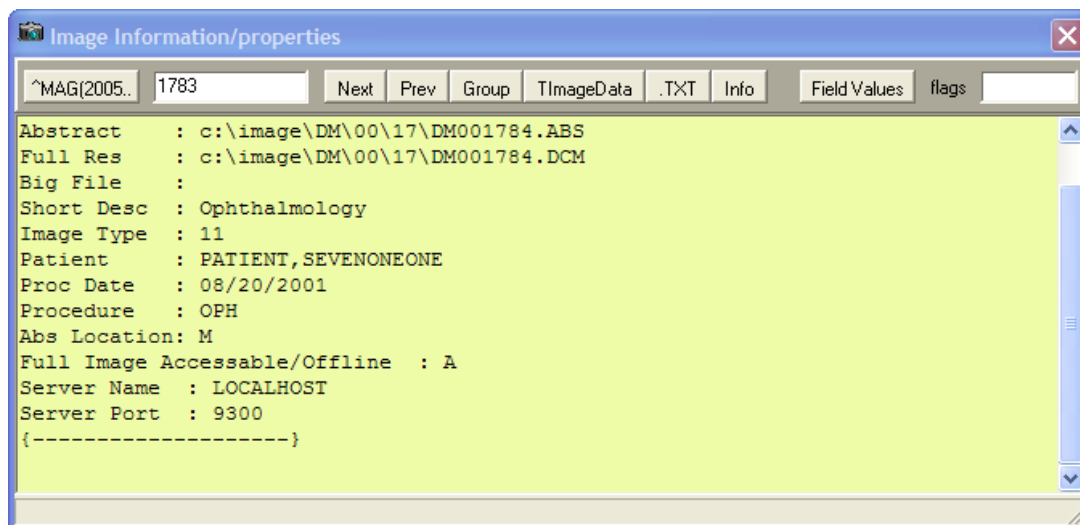 Image Information/properties
^MAG(2005.. 1783 Next Prev Group TImageData .TXT Info Field Values flags
Abstract : c:\image\DM\00\17\DM001784.ABS
Full Res : c:\image\DM\00\17\DM001784.DCM
Big File :
Short Desc : Ophthalmology
Image Type : 11
Patient : PATIENT,SEVENONEONE
Proc Date : 08/20/2001
Procedure : OPH
Abs Location: M
Full Image Accessable/Offline : A
Server Name : LOCALHOST
Server Port : 9300
{--------------------}